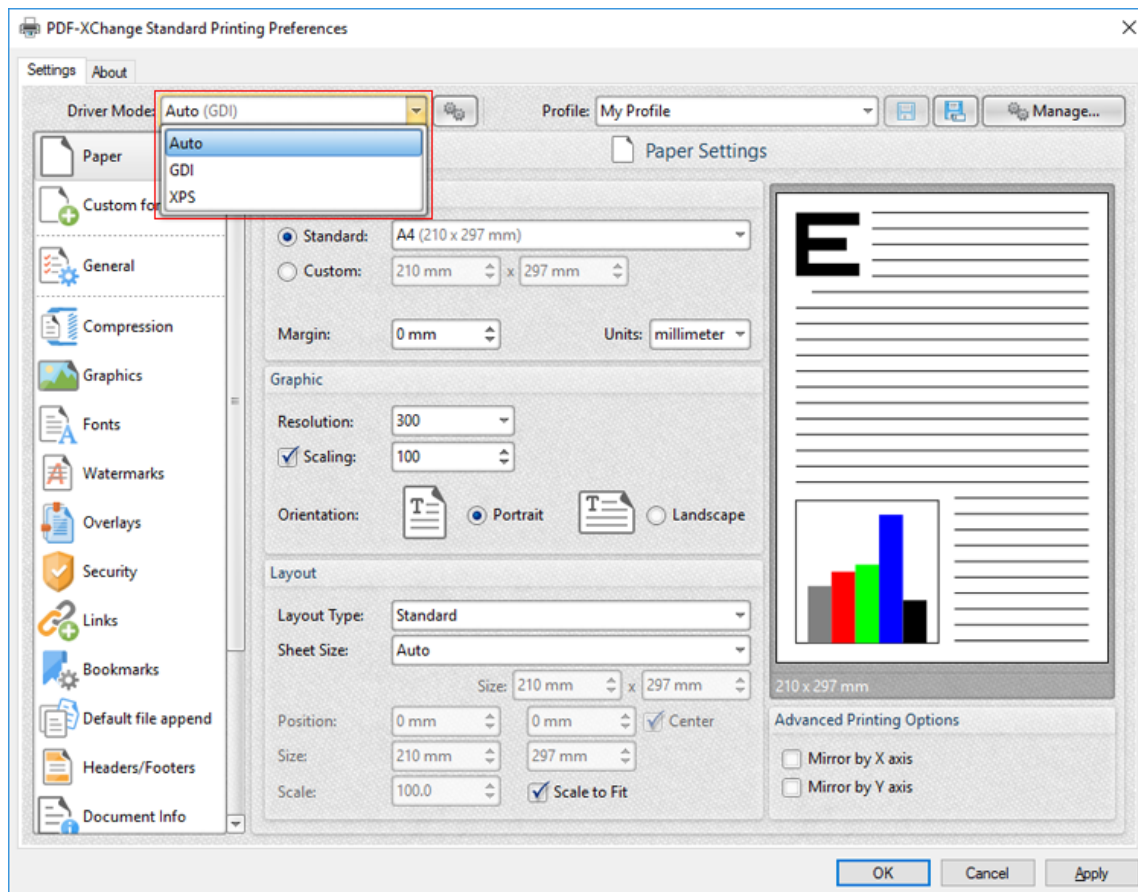 PDF-XChange Standard Printing Preferences
Settings About
Driver Mode: Auto (GDI) Profile: My Profile Manage...
Auto
GDI
XPS
Paper
Custom for
General
Compression
Graphics
Fonts
Watermarks
Overlays
Security
Links
Bookmarks
Default file append
Headers/Footers
Document Info
Paper Settings
Standard: A4 (210 x 297 mm)
Custom: 210 mm x 297 mm
Margin: 0 mm Units: millimeter
Graphic
Resolution: 300
Scaling: 100
Orientation: T Portrait T Landscape
Layout
Layout Type: Standard
Sheet Size: Auto
Size: 210 mm x 297 mm
Position: 0 mm 0 mm Center
Size: 210 mm 297 mm
Scale: 100.0 Scale to Fit
E
210 x 297 mm
Advanced Printing Options
Mirror by X axis
Mirror by Y axis
OK Cancel Apply